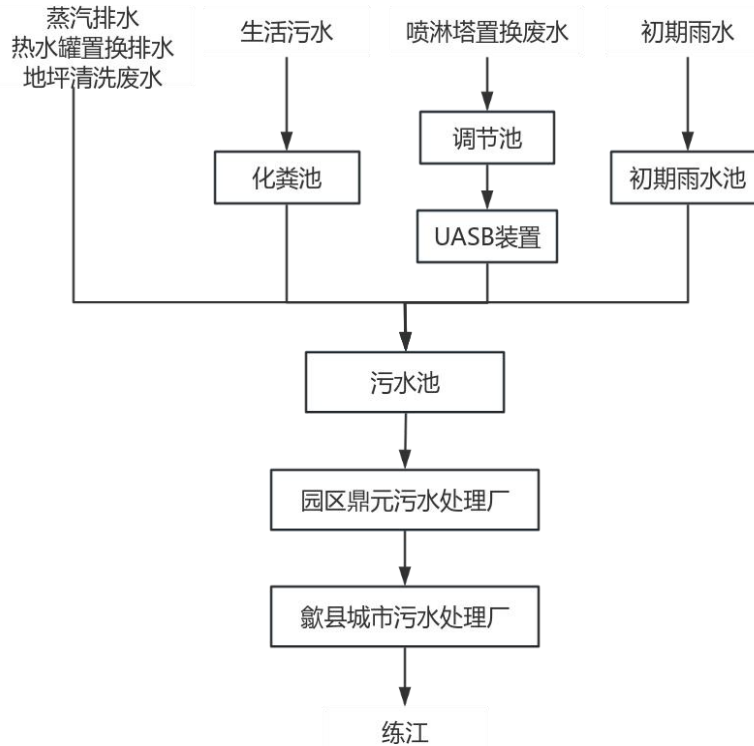 蒸汽排水
热水罐置换排水
地坪清洗废水
生活污水
喷淋塔置换废水
初期雨水
调节池
化粪池
初期雨水池
UASB装置
污水池
园区鼎元污水处理厂
歙县城市污水处理厂
练江